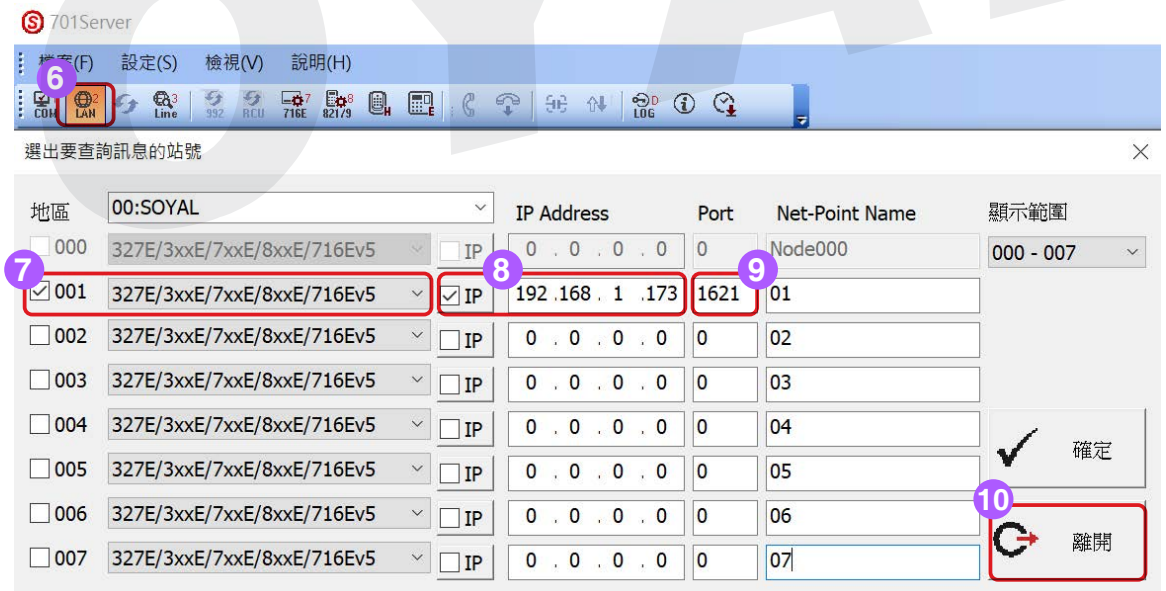 701Server
檔案(F) 設定(S) 檢視(V) 說明(H)
6
COM LAN 2 Line 3 992 RCU 716E 7 821/9 8 H E LOG D
選出要查詢訊息的站號
地區 00:SOYAL IP Address Port Net-Point Name 顯示範圍
000 327E/3xxE/7xxE/8xxE/716Ev5 IP 0 . 0 . 0 . 0 0 Node000 000 - 007
7 8 9
001 327E/3xxE/7xxE/8xxE/716Ev5 IP 192 .168 . 1 .173 1621 01
002 327E/3xxE/7xxE/8xxE/716Ev5 IP 0 . 0 . 0 . 0 0 02
003 327E/3xxE/7xxE/8xxE/716Ev5 IP 0 . 0 . 0 . 0 0 03
004 327E/3xxE/7xxE/8xxE/716Ev5 IP 0 . 0 . 0 . 0 0 04
確定
005 327E/3xxE/7xxE/8xxE/716Ev5 IP 0 . 0 . 0 . 0 0 05
10
006 327E/3xxE/7xxE/8xxE/716Ev5 IP 0 . 0 . 0 . 0 0 06
離開
007 327E/3xxE/7xxE/8xxE/716Ev5 IP 0 . 0 . 0 . 0 0 07